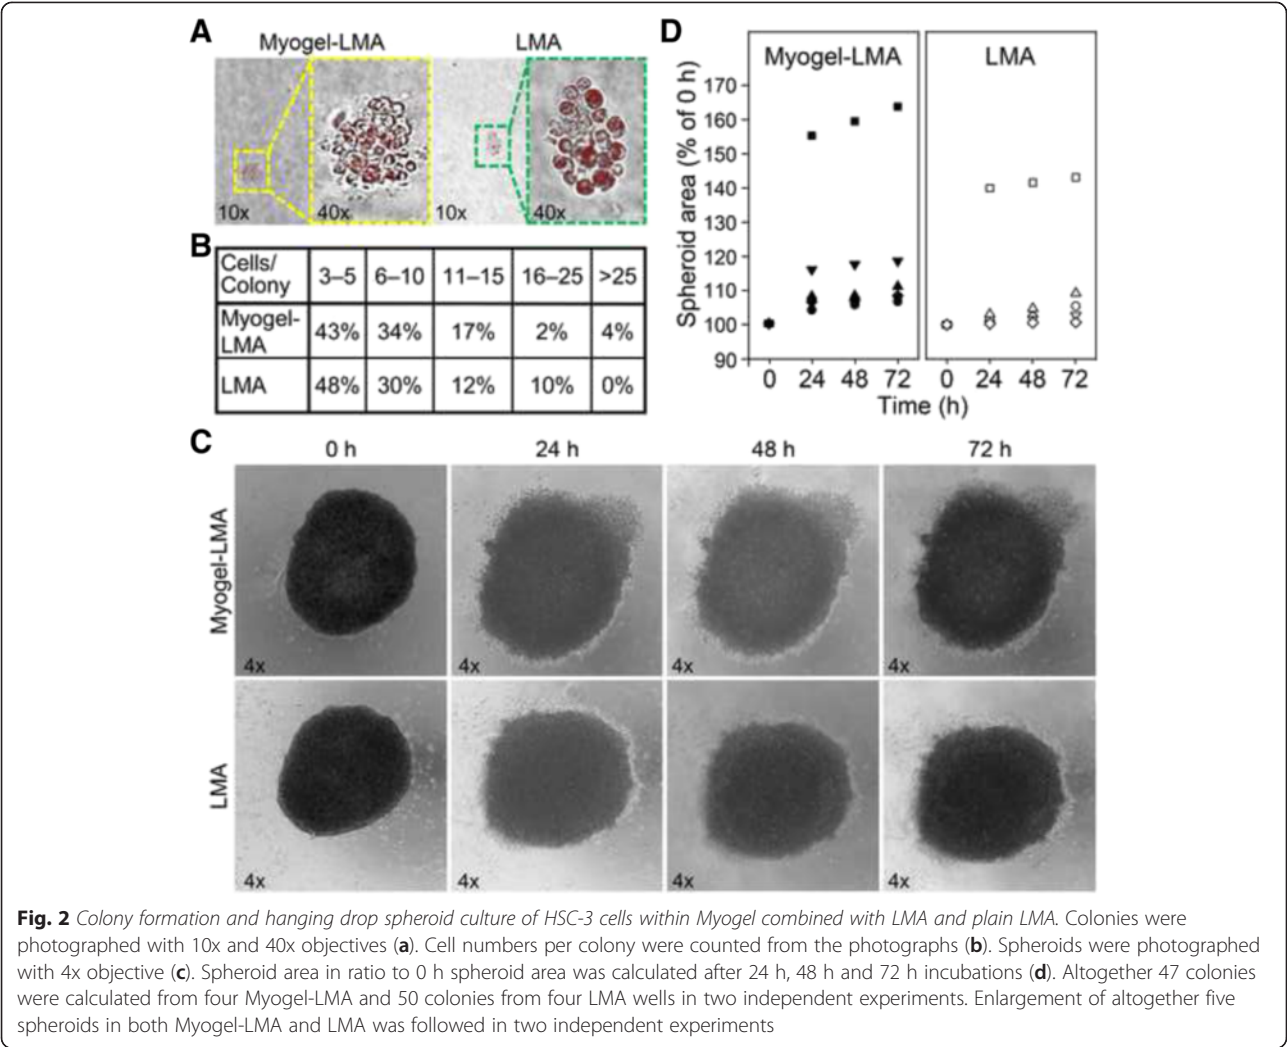 A
Myogel-LMA LMA
10x 40x 10x 40x
B
Cells/
Colony 3–5 6–10 11–15 16–25 >25
Myogel-
LMA 43% 34% 17% 2% 4%
LMA 48% 30% 12% 10% 0%
D
Myogel-LMA LMA
Spheroid area (% of 0 h)
170
160
150
140
130
120
110
100
90
0 24 48 72 0 24 48 72
Time (h)
C
0 h 24 h 48 h 72 h
Myogel-LMA
4x 4x 4x 4x
LMA
4x 4x 4x 4x
Fig. 2 Colony formation and hanging drop spheroid culture of HSC-3 cells within Myogel combined with LMA and plain LMA. Colonies were
photographed with 10x and 40x objectives (a). Cell numbers per colony were counted from the photographs (b). Spheroids were photographed
with 4x objective (c). Spheroid area in ratio to 0 h spheroid area was calculated after 24 h, 48 h and 72 h incubations (d). Altogether 47 colonies
were calculated from four Myogel-LMA and 50 colonies from four LMA wells in two independent experiments. Enlargement of altogether five
spheroids in both Myogel-LMA and LMA was followed in two independent experiments